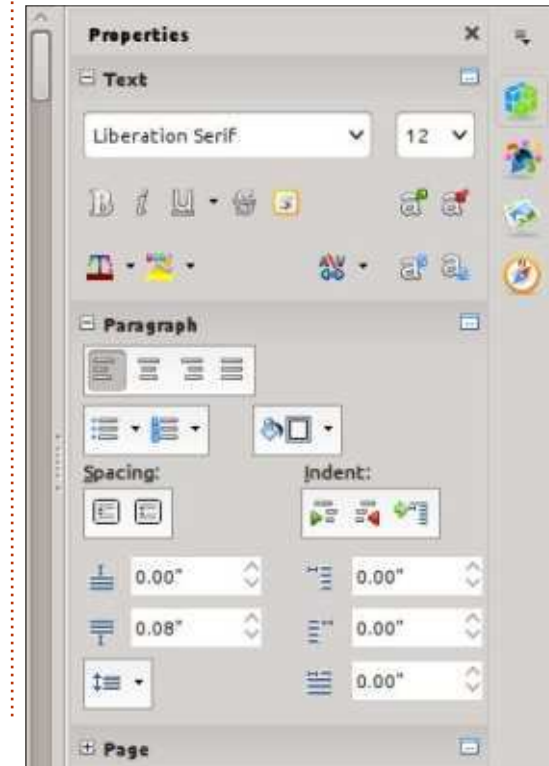 Properties
Text
Liberation Serif 12
Paragraph
Spacing: Indent:
0.00" 0.00"
0.08" 0.00"
0.00"
Page